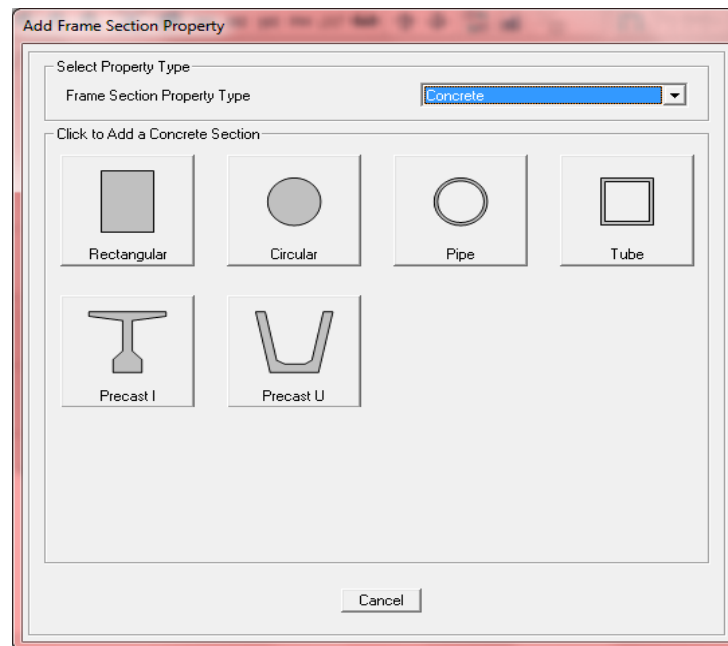 Add Frame Section Property
Select Property Type
Frame Section Property Type Concrete
Click to Add a Concrete Section
Rectangular Circular Pipe Tube
Precast I Precast U
Cancel